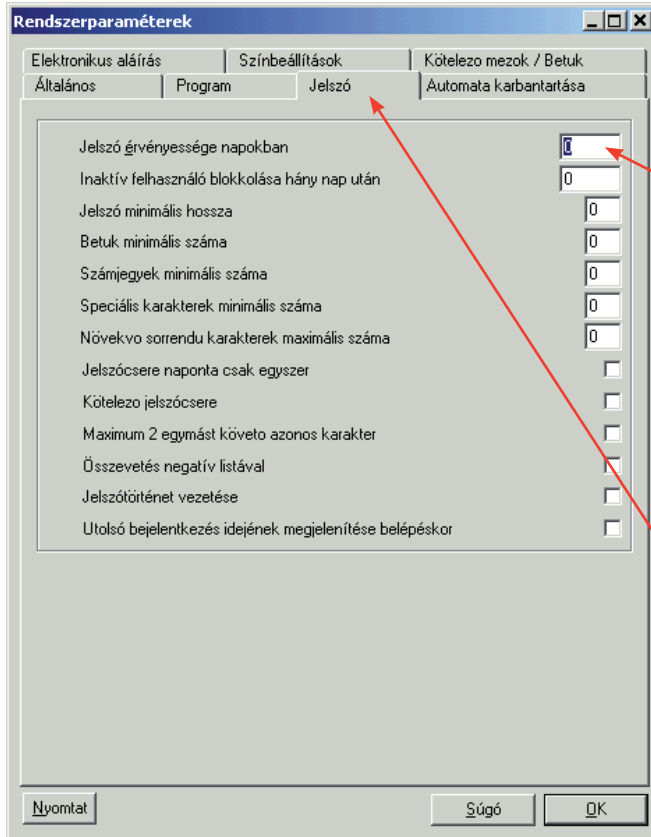 Rendszerparaméterek
Elektronikus aláírás Színbeállítások Kötelezo mezok / Betuk
Általános Program Jelszó Automata karbantartása
Jelszó érvényessége napokban 0
Inaktív felhasználó blokkolása hány nap után 0
Jelszó minimális hossza 0
Betuk minimális száma 0
Számjegyek minimális száma 0
Speciális karakterek minimális száma 0
Növekvo sorrendu karakterek maximális száma 0
Jelszócsere naponta csak egyszer
Kötelezo jelszócsere
Maximum 2 egymást követo azonos karakter
Összevetés negatív listával
Jelszótörténet vezetése
Utolsó bejelentkezés idejének megjelenítése belépéskor
Nyomtat Súgó OK